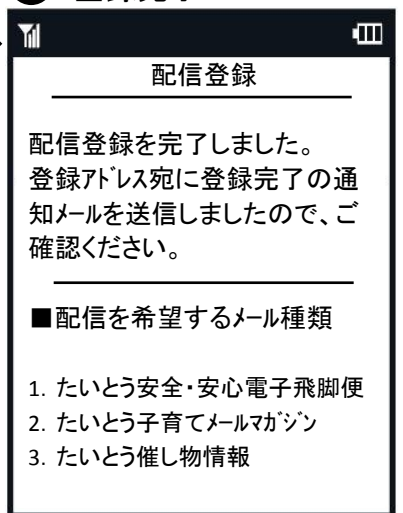 配信登録
配信登録を完了しました。
登録ｱﾄﾞﾚｽ宛に登録完了の通
知ﾒｰﾙを送信しましたので、ご
確認ください。
■配信を希望するﾒｰﾙ種類
1. たいとう安全・安心電子飛脚便
2. たいとう子育てﾒｰﾙﾏｶﾞｼﾞﾝ
3. たいとう催し物情報